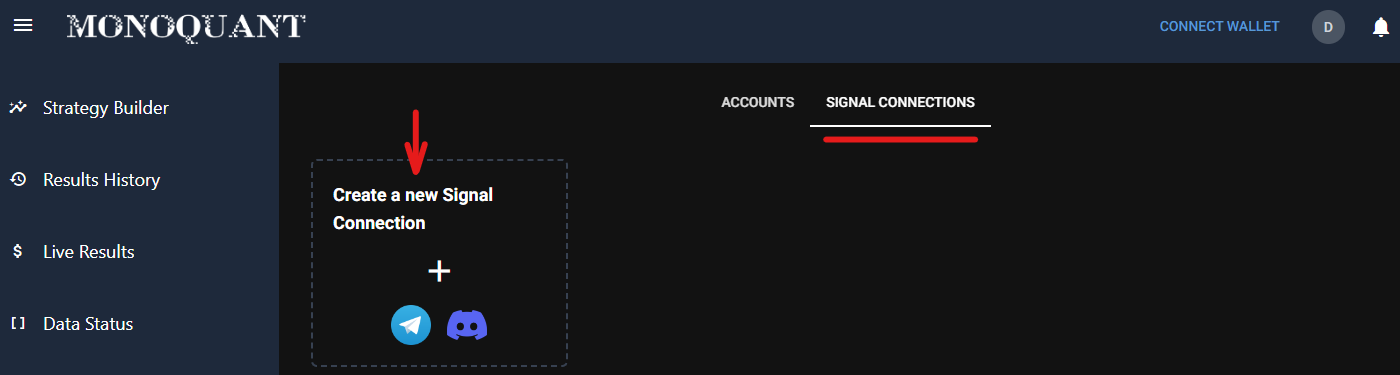 MONOQUANT
CONNECT WALLET
D
Strategy Builder
ACCOUNTS
SIGNAL CONNECTIONS
Results History
Create a new Signal
Connection
Live Results
Data Status